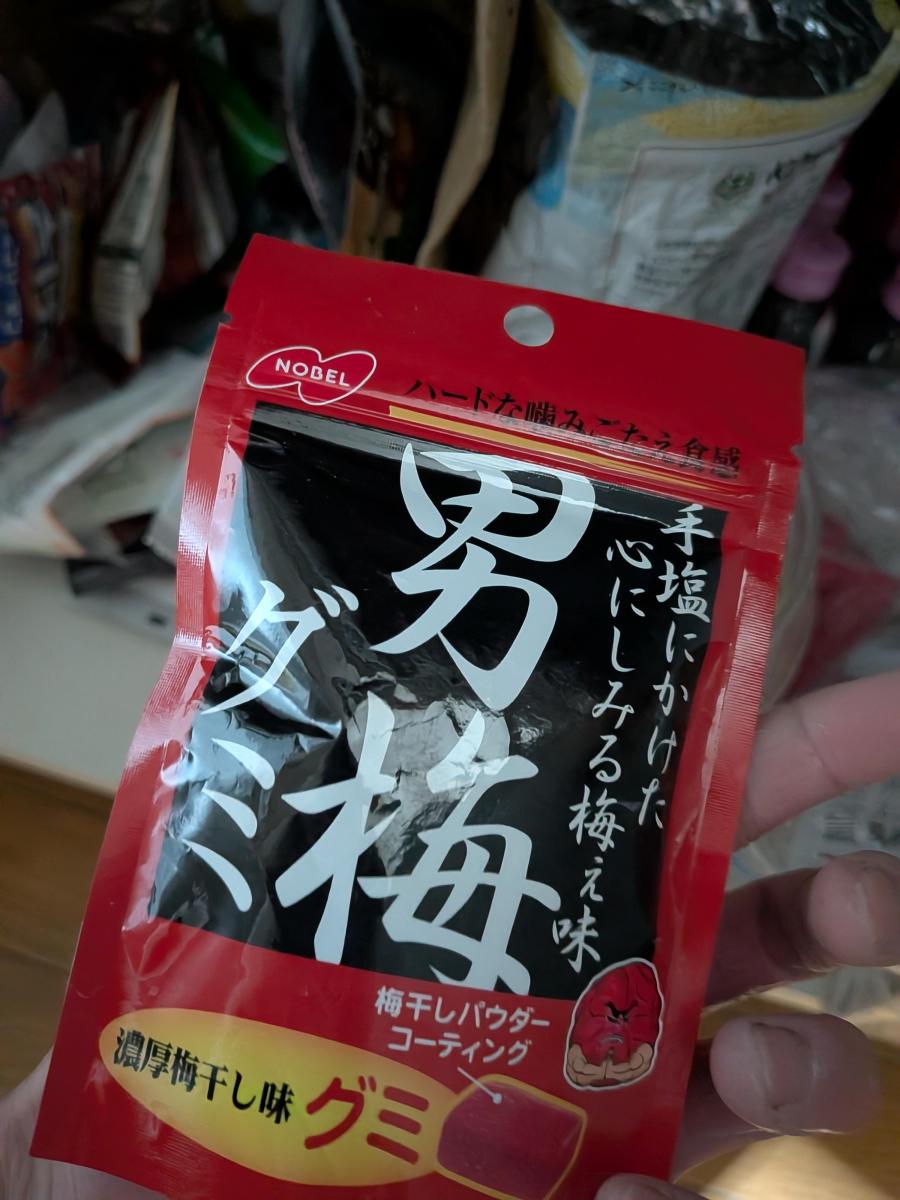 NOBEL
ハードな噛みごたえ食感
手塩にかけた
心にしみる梅ぇ味
男梅
グミ
梅干しパウダー
コーティング
濃厚梅干し味
グミ